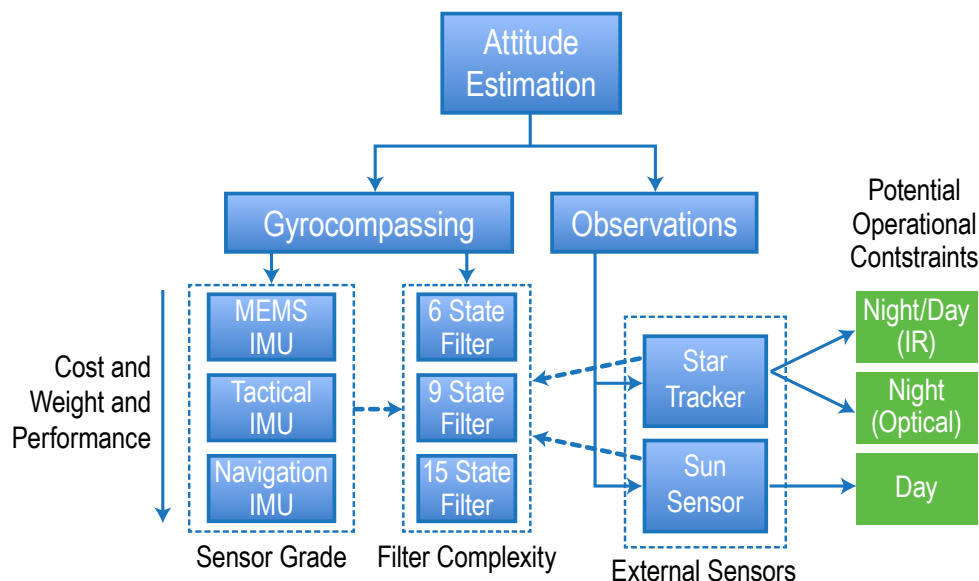 Attitude
Estimation
Gyrocompassing
Observations
Potential
Operational
Contstraints
Cost and
Weight and
Performance
MEMS
IMU
Tactical
IMU
Navigation
IMU
Sensor Grade
6 State
Filter
9 State
Filter
15 State
Filter
Filter Complexity
Star
Tracker
Sun
Sensor
External Sensors
Night/Day
(IR)
Night
(Optical)
Day